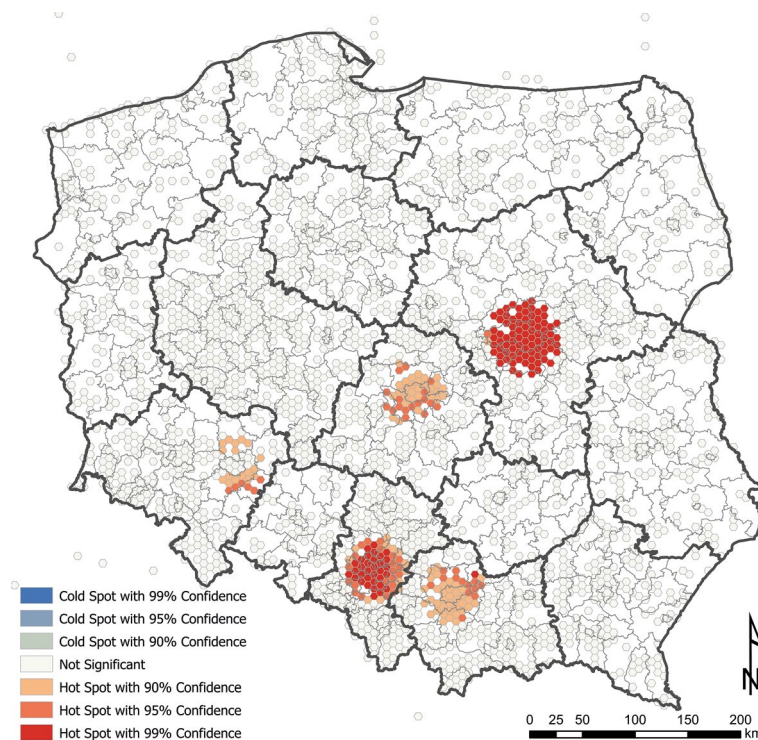 Cold Spot with 99% Confidence
Cold Spot with 95% Confidence
Cold Spot with 90% Confidence
Not Significant
Hot Spot with 90% Confidence
Hot Spot with 95% Confidence
Hot Spot with 99% Confidence
N
0 25 50 100 150 200
km